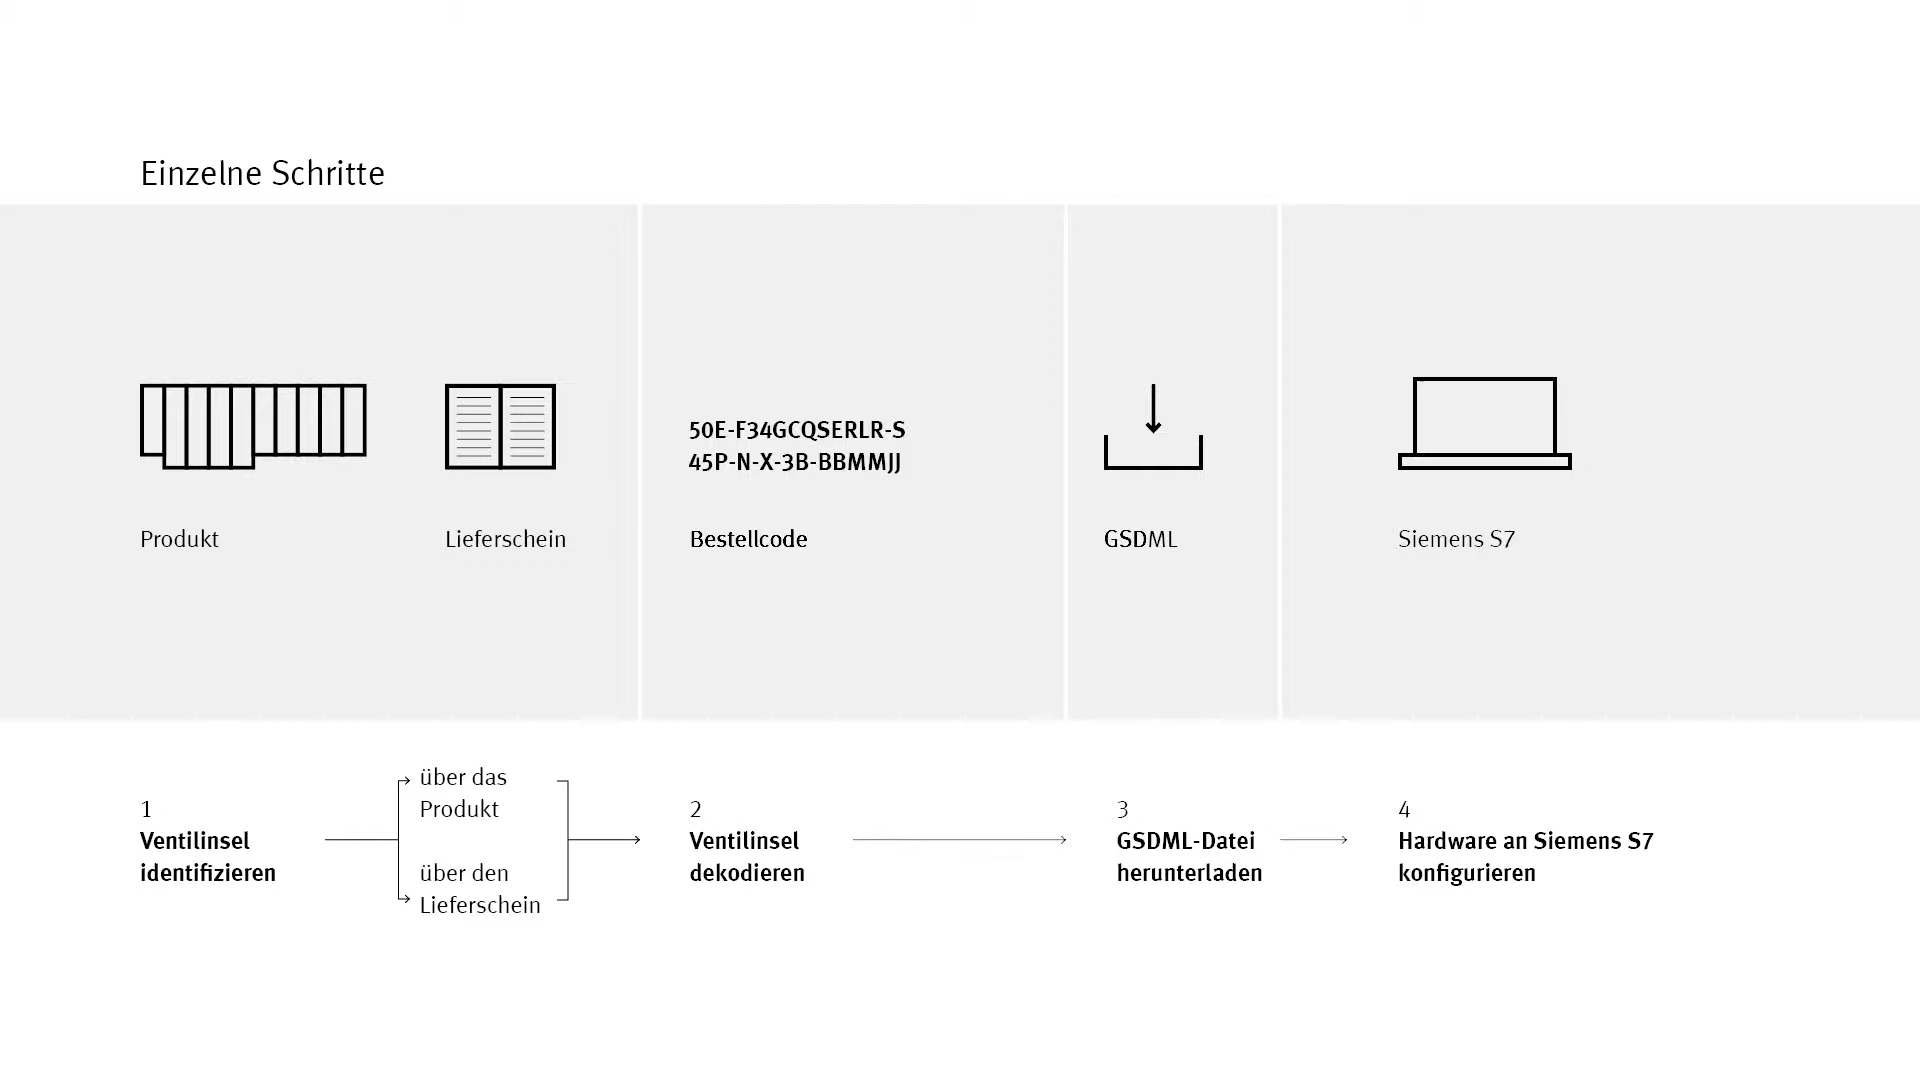 Einzelne Schritte
50E-F34GCQSERLR-S
45P-N-X-3B-BBMMJJ
Produkt
Lieferschein
Bestellcode
GSDML
Siemens S7
1
Ventilinsel
identifizieren
über das
Produkt
über den
Lieferschein
2
Ventilinsel
dekodieren
3
GSDML-Datei
herunterladen
4
Hardware an Siemens S7
konfigurieren